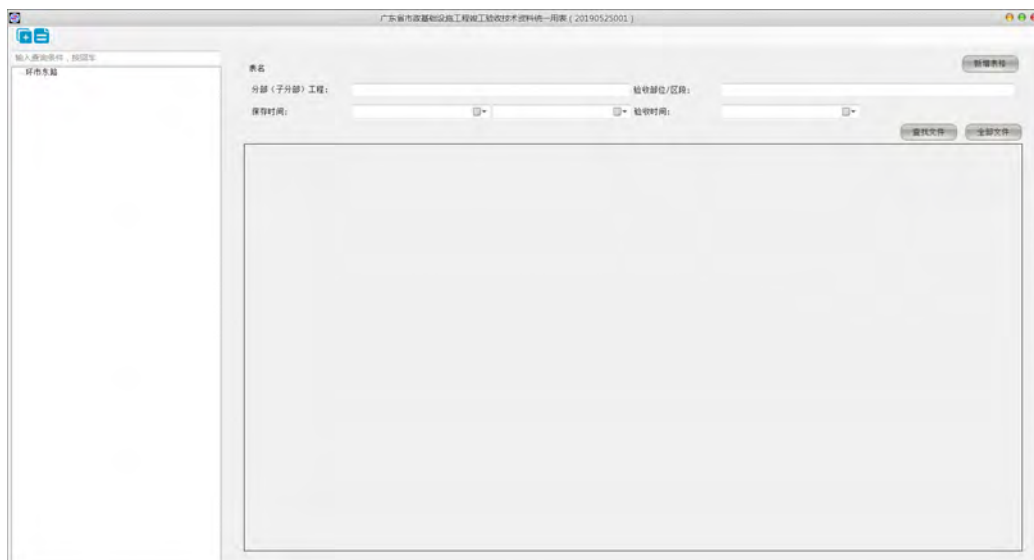 广东省市政基础设施工程竣工验收技术资料统一用表（20190525001）
输入查询条件，按回车
环市东路
表名
新增表格
分部（子分部）工程：
验收部位/区段：
保存时间：
验收时间：
查找文件
全部文件